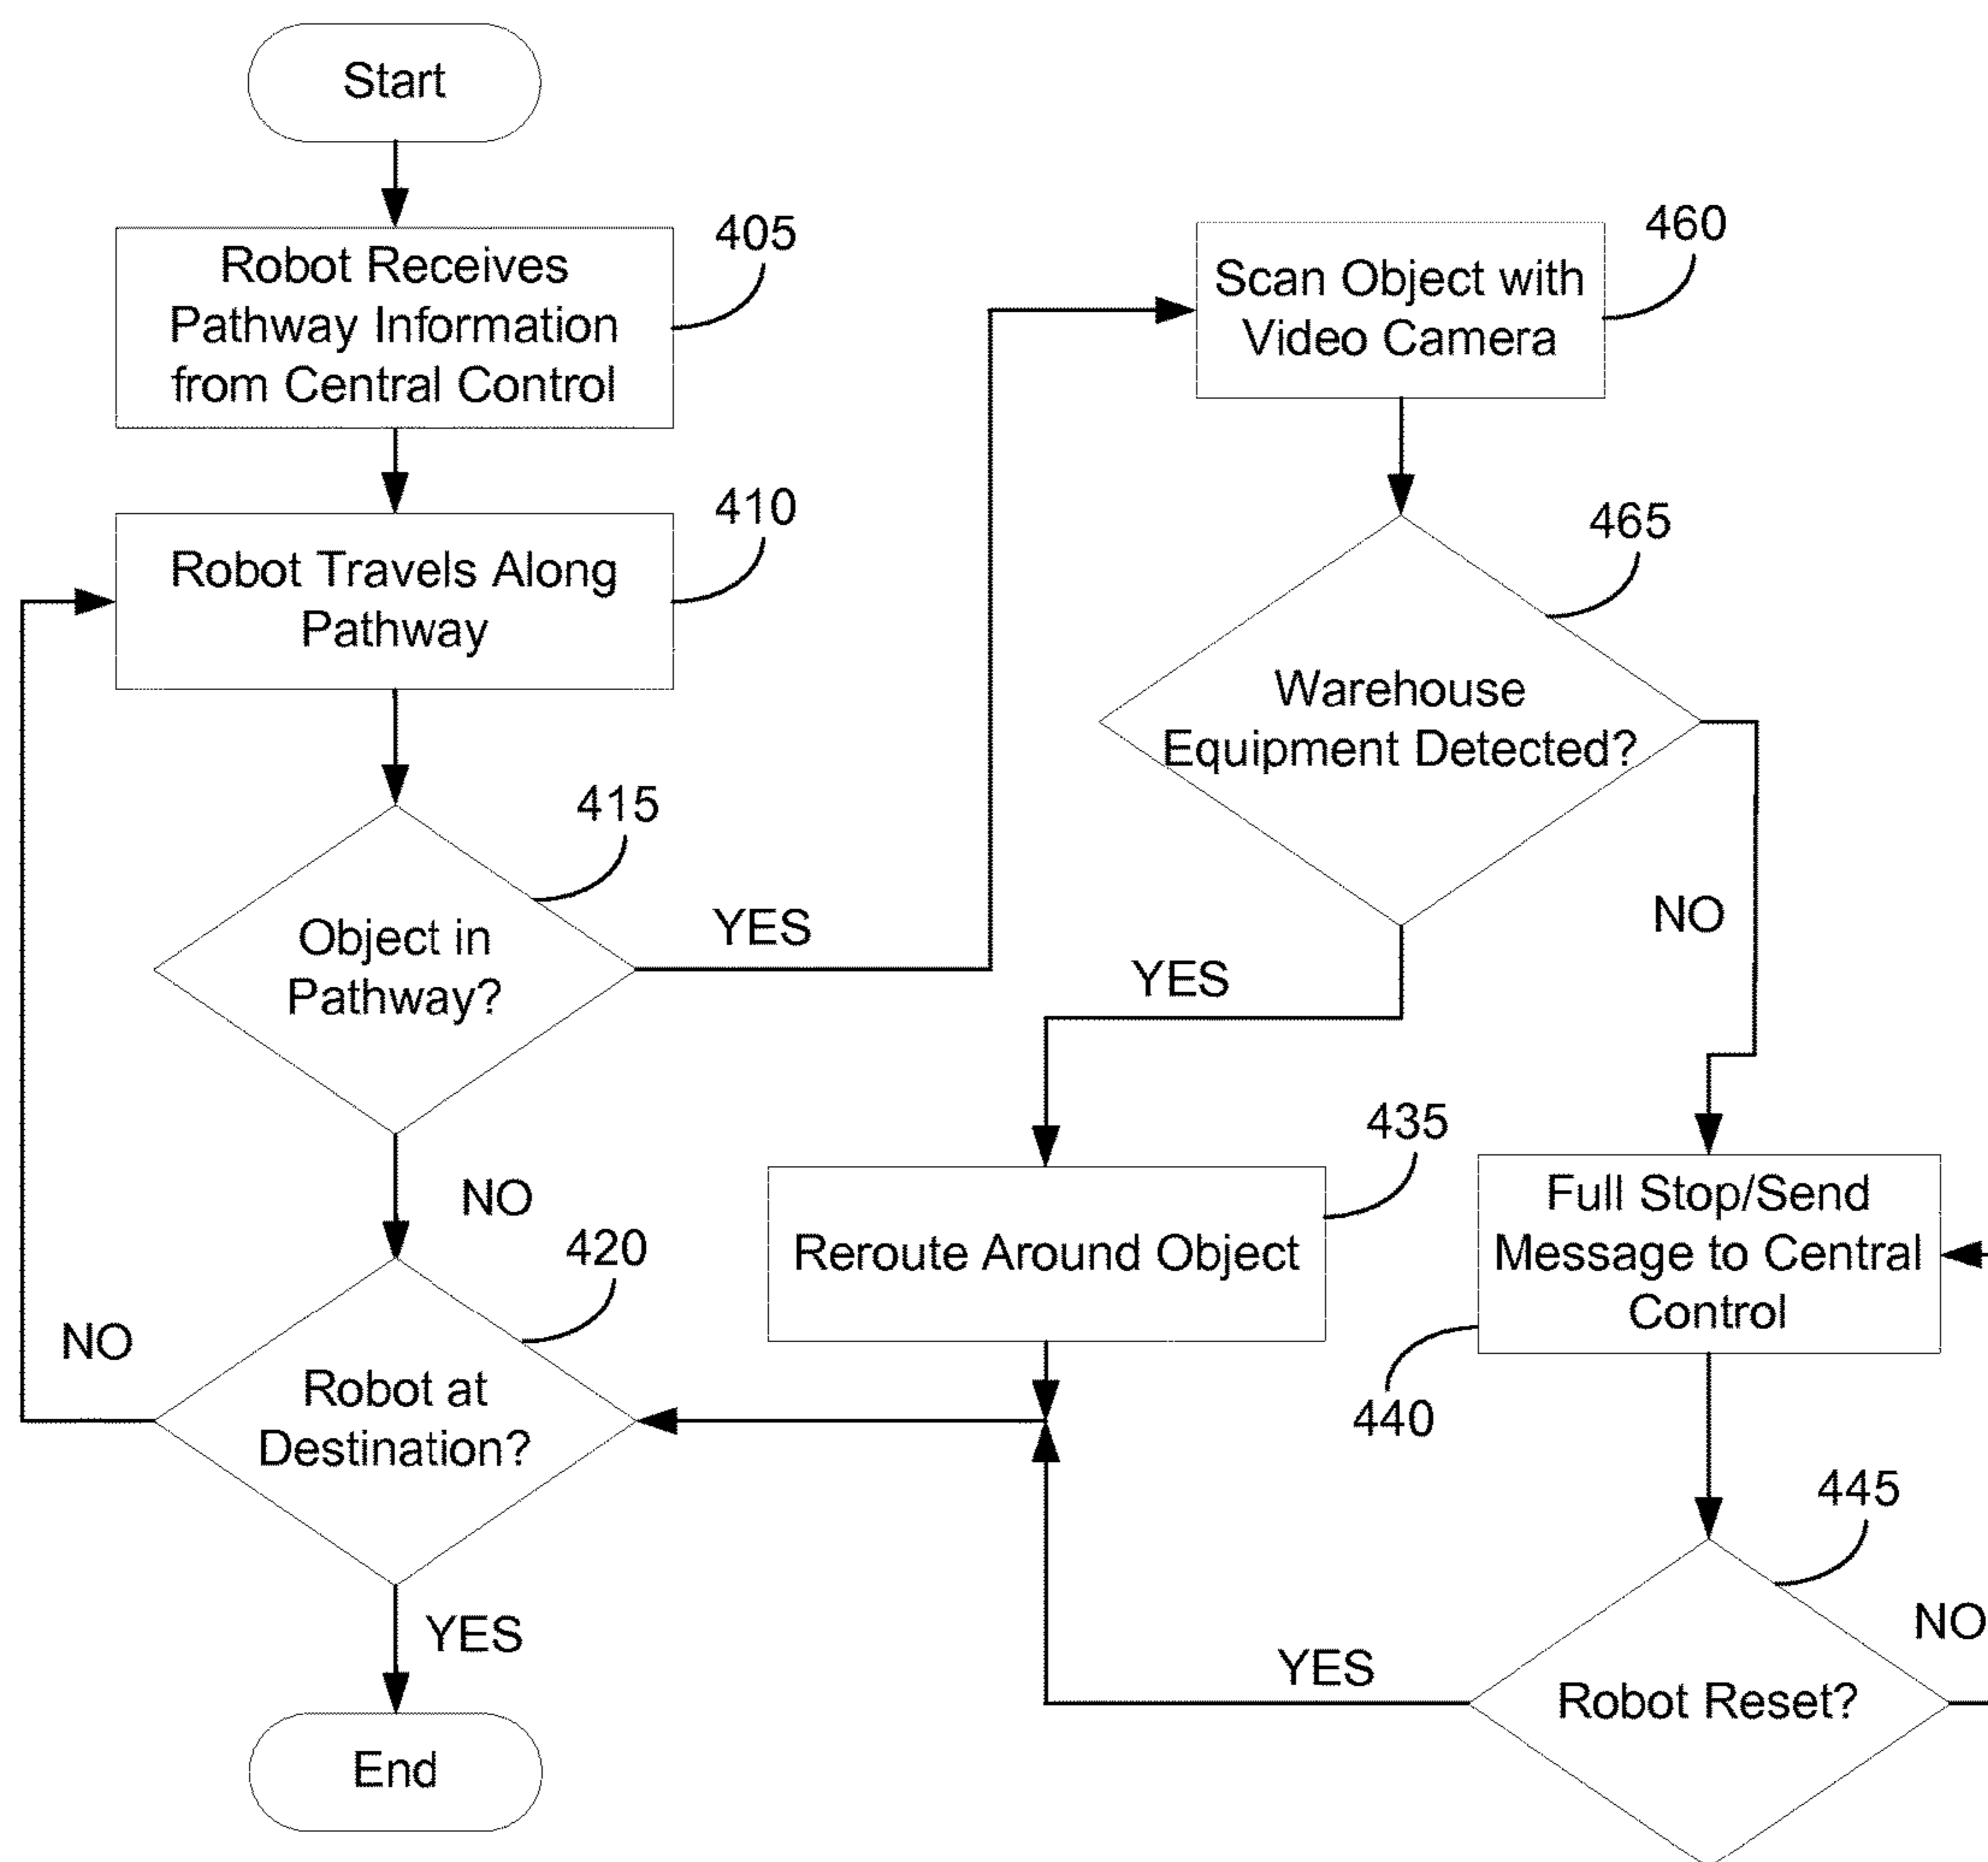 Start
Robot Receives
Pathway Information
from Central Control
405
Robot Travels Along
Pathway
410
415
Object in
Pathway?
YES
NO
420
Robot at
Destination?
NO
YES
End
Scan Object with
Video Camera
460
465
Warehouse
Equipment Detected?
YES
NO
435
Reroute Around Object
Full Stop/Send
Message to Central
Control
440
445
Robot Reset?
YES
NO